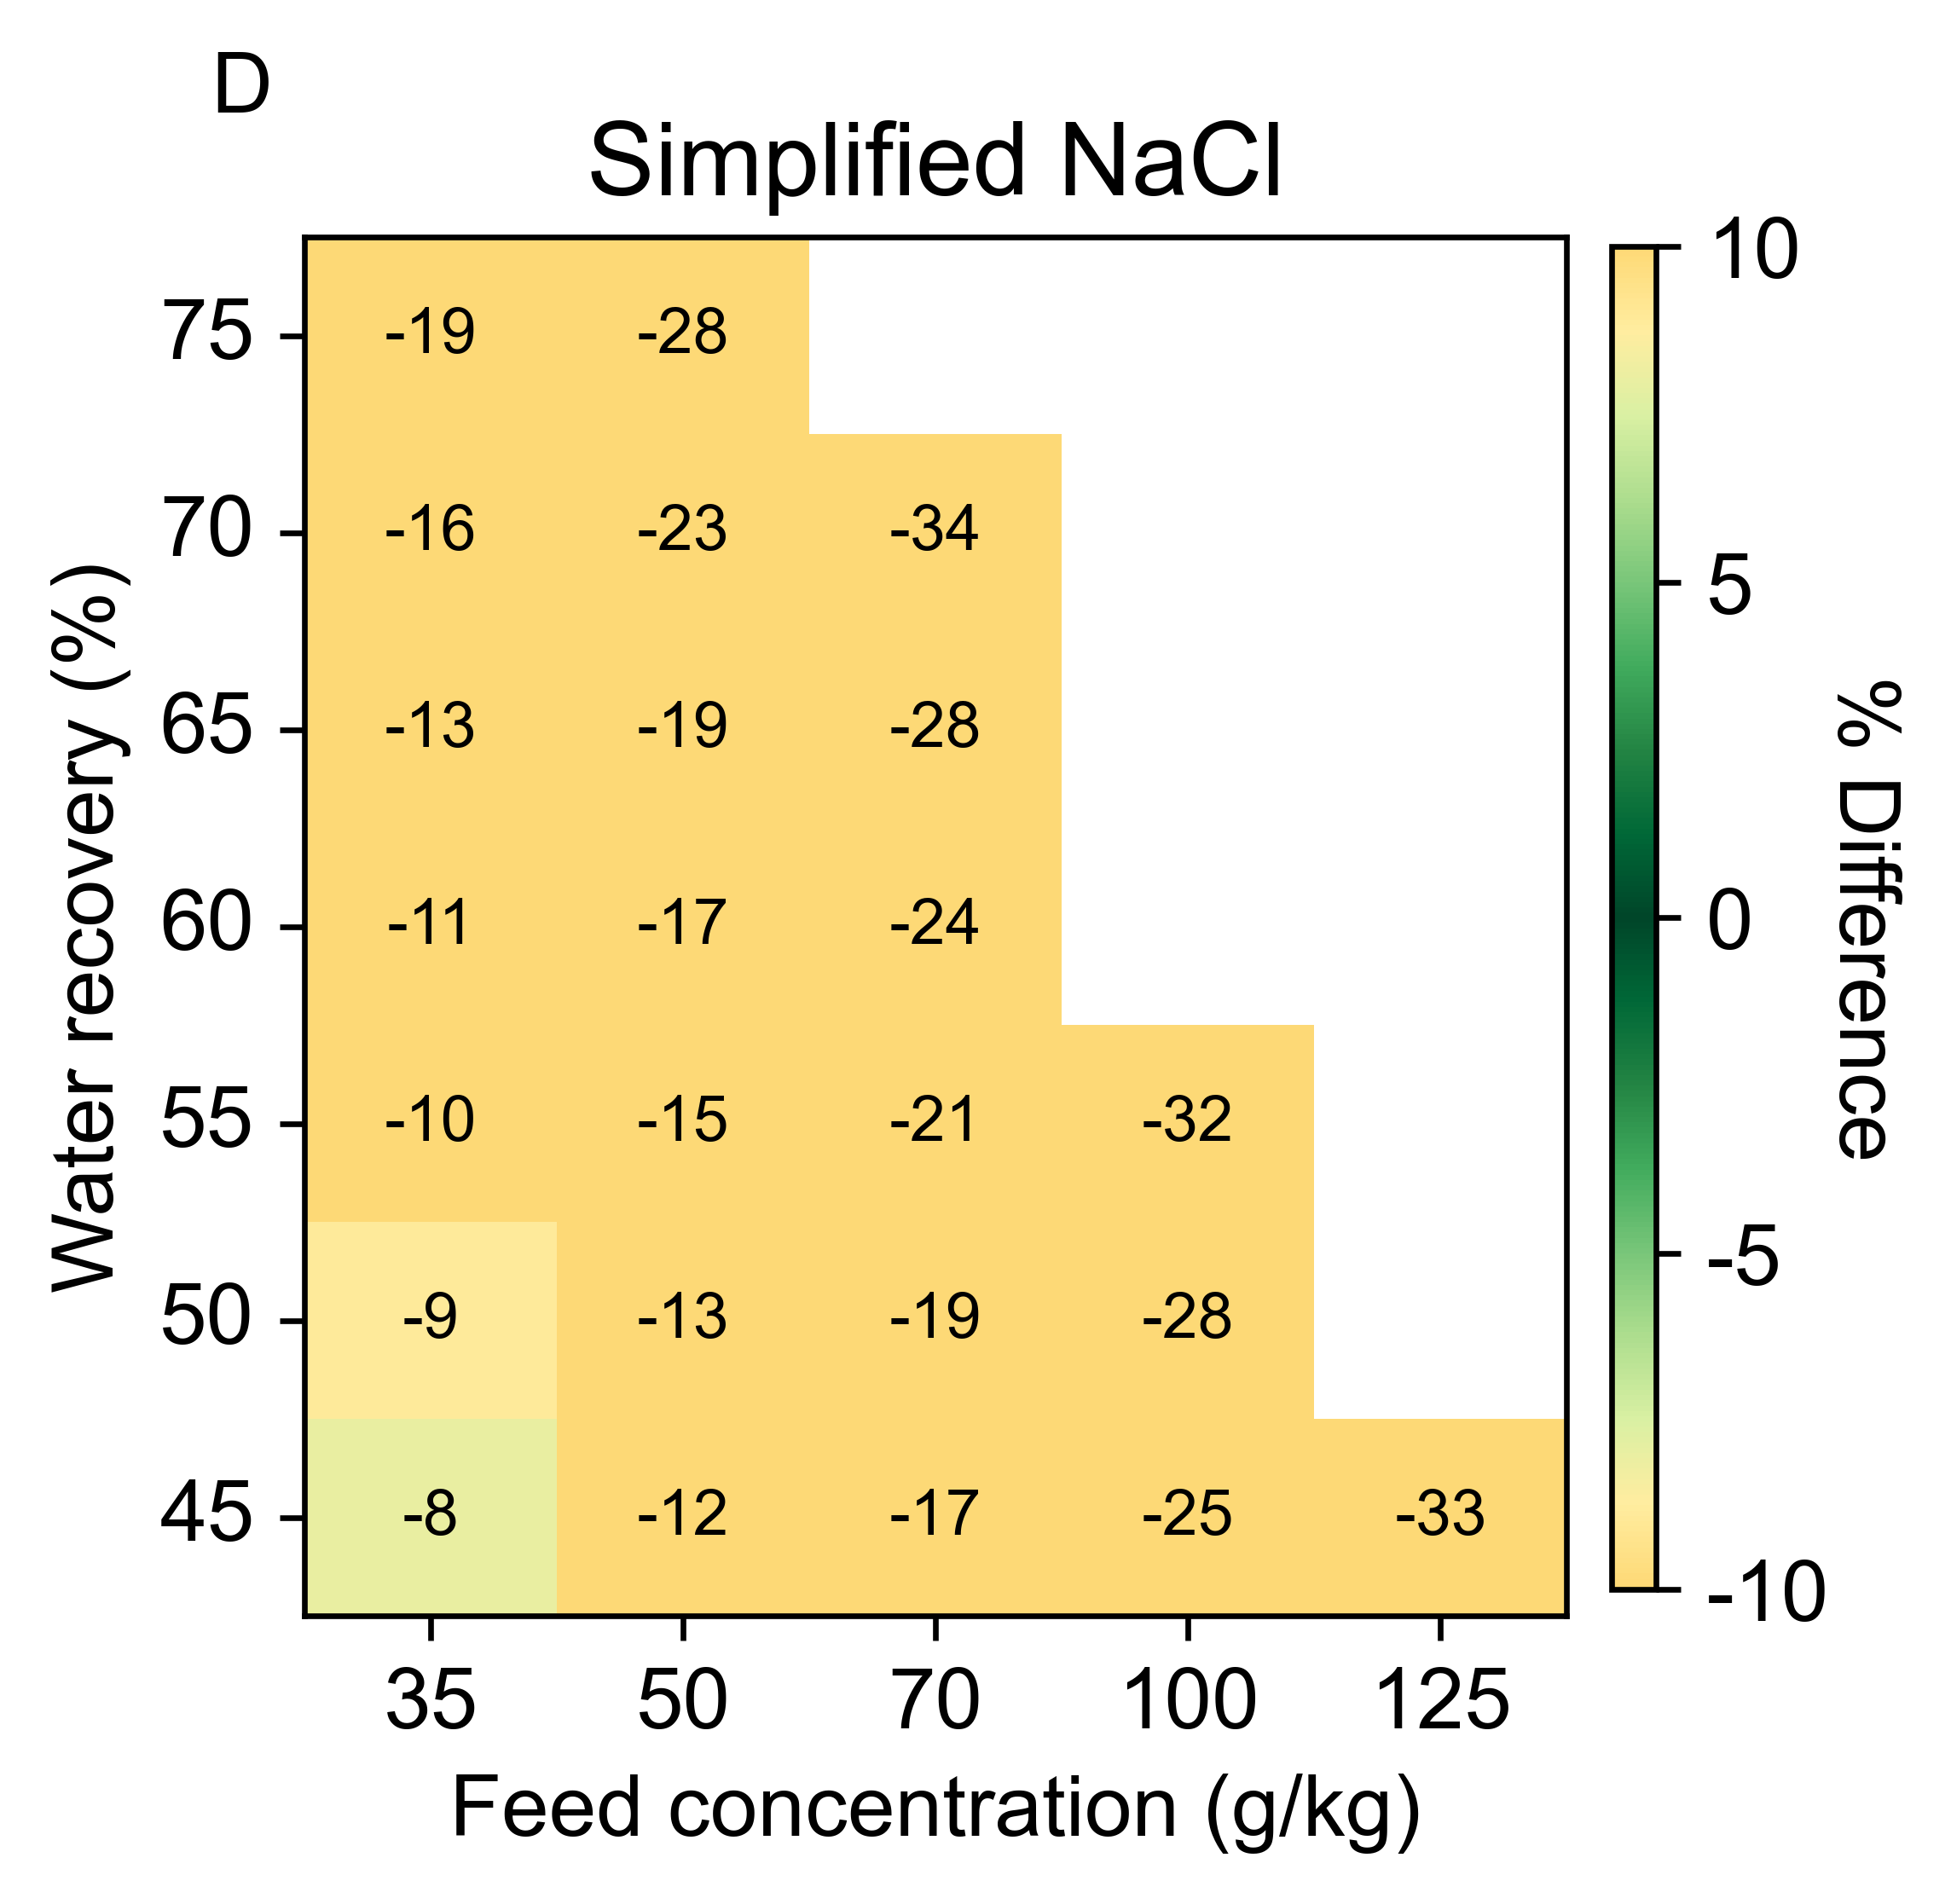 D
Simplified NaCl
75 -19 -28
70 -16 -23 -34
65 -13 -19 -28
60 -11 -17 -24
55 -10 -15 -21 -32
50 -9 -13 -19 -28
45 -8 -12 -17 -25 -33
35 50 70 100 125
Feed concentration (g/kg)
Water recovery (%)
10
5
0
-5
-10
% Difference